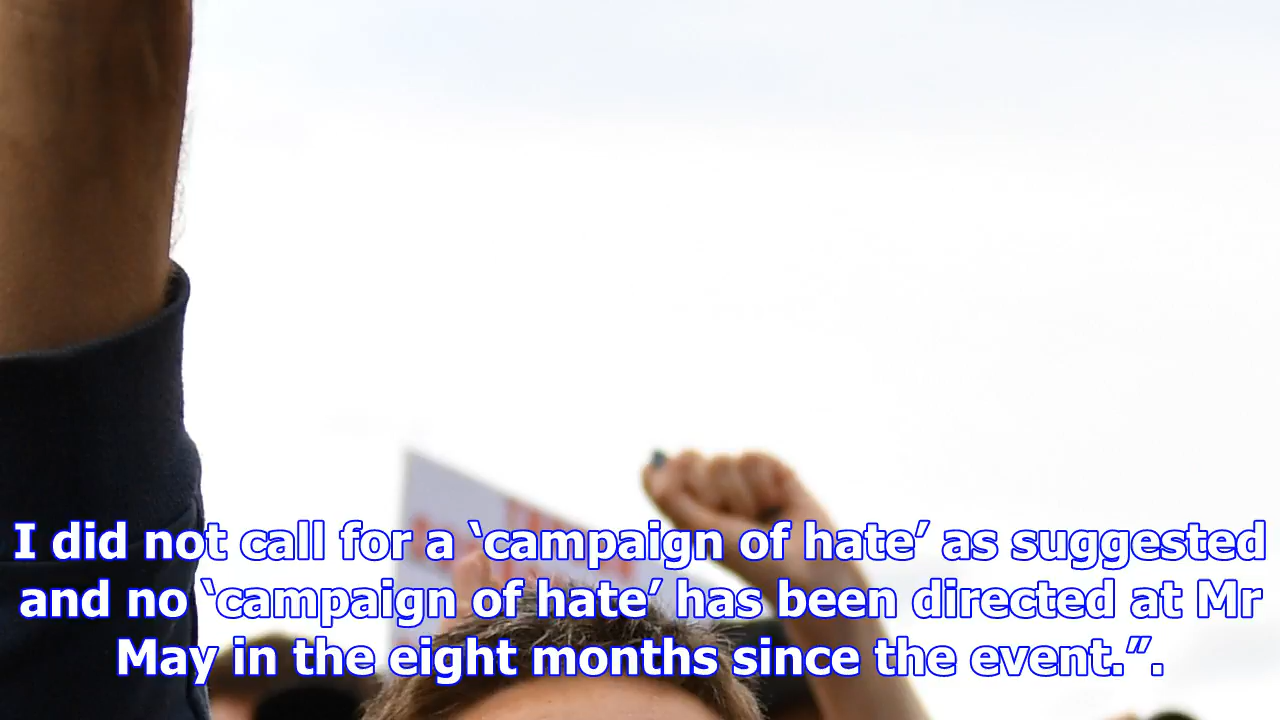 I did not call for a ‘campaign of hate’ as suggested
and no ‘campaign of hate’ has been directed at Mr
May in the eight months since the event.”.